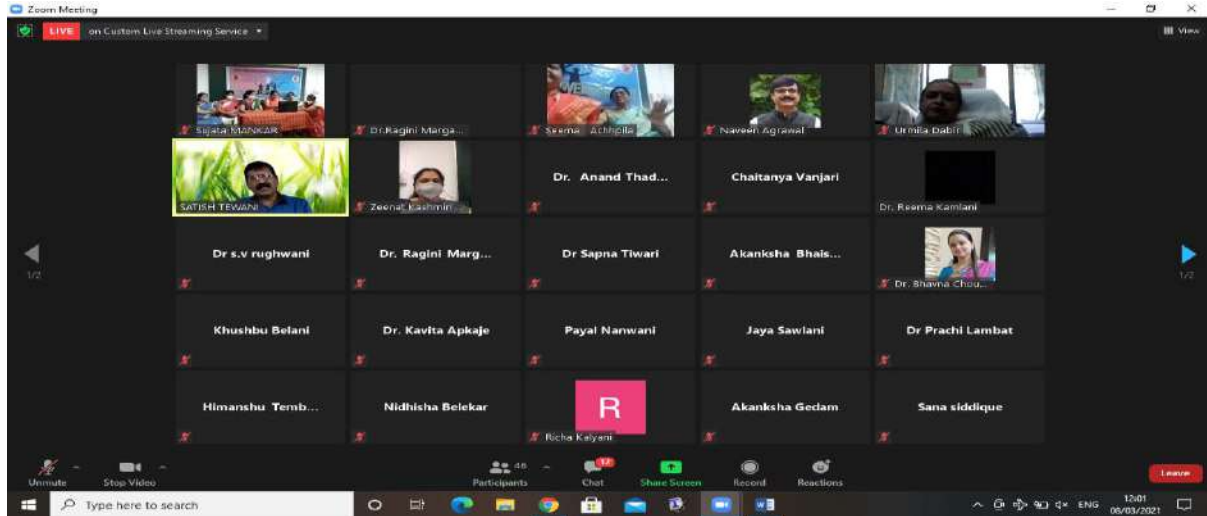 Zoom Meeting
LIVE on Custom Live Streaming Service
View
Sujata MANKAR
Dr.Ragini Marga...
Seema Achhpila
Naveen Agrawal
Urmila Dabir
SATISH TEWANI
Zeenat Kashmiri
Dr. Anand Thad...
Chaitanya Vanjari
Dr. Reema Kamlani
Dr s.v rughwani
Dr. Ragini Marg...
Dr Sapna Tiwari
Akanksha Bhais...
Dr. Bhavna Chou...
1/2
1/2
Khushbu Belani
Dr. Kavita Apkaje
Payal Nanwani
Jaya Sawlani
Dr Prachi Lambat
Himanshu Temb...
Nidhisha Belekar
R
Richa Kalyani
Akanksha Gedam
Sana siddique
Unmute
Stop Video
46
Participants
12
Chat
Share Screen
Record
Reactions
Leave
Type here to search
ENG
12:01
08/03/2021